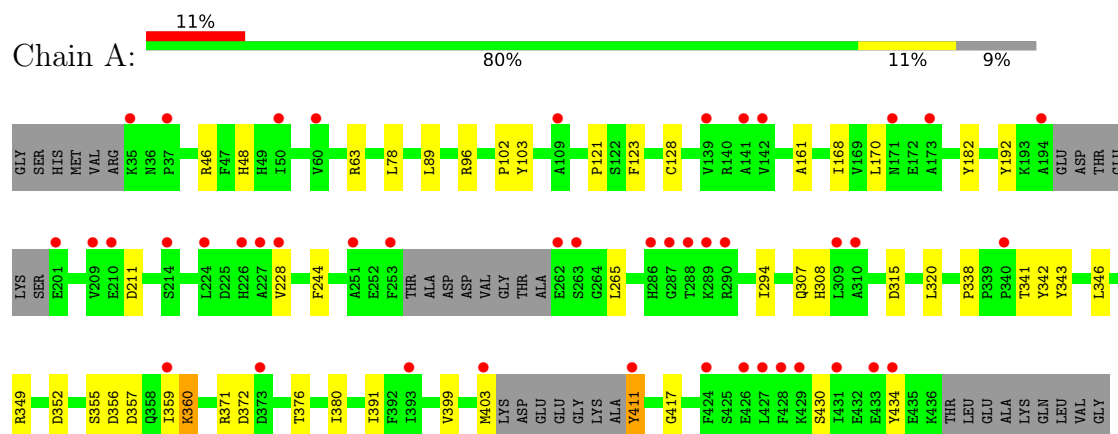 11%
Chain A:
80% 11% 9%
GLY SER HIS MET VAL ARG K35 N36 P37 R46 F47 H48 H49 I50 V60 R63 L78 L89 R96 P102 Y103 A109 P121 S122 F123 C128 V139 R140 A141 V142 A161 I168 V169 L170 N171 E172 A173 Y182 Y192 K193 A194 GLU ASP THR GLU
LYS SER E201 V209 E210 D211 S214 L224 D225 H226 A227 V228 F244 A251 E252 F253 THR ALA ASP ASP VAL GLY THR ALA E262 S263 G264 L265 H286 G287 T288 K289 R290 I294 Q307 H308 L309 A310 D315 L320 P338 P339 P340 T341 Y342 Y343 L346
R349 D352 S355 D356 D357 Q358 I359 K360 R371 D372 D373 T376 I380 I391 F392 I393 V399 M403 LYS ASP GLU GLU GLY LYS ALA Y411 G417 F424 S425 E426 L427 F428 K429 S430 I431 E432 E433 Y434 E435 K436 THR LEU GLU ALA LYS GLN LEU VAL GLY